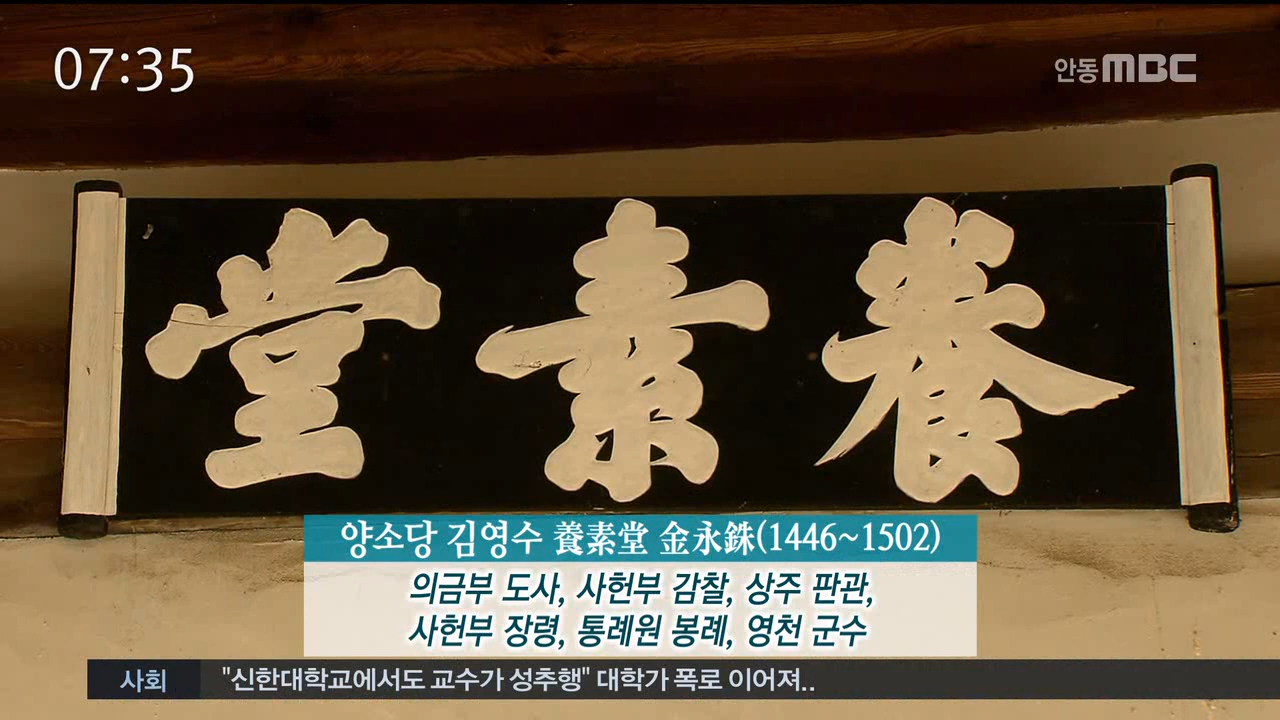 07:35
안동MBC
養素堂
양소당 김영수 養素堂 金永銖(1446~1502)
의금부 도사, 사헌부 감찰, 상주 판관,
사헌부 장령, 통례원 봉례, 영천 군수
사회 "신한대학교에서도 교수가 성추행" 대학가 폭로 이어져..